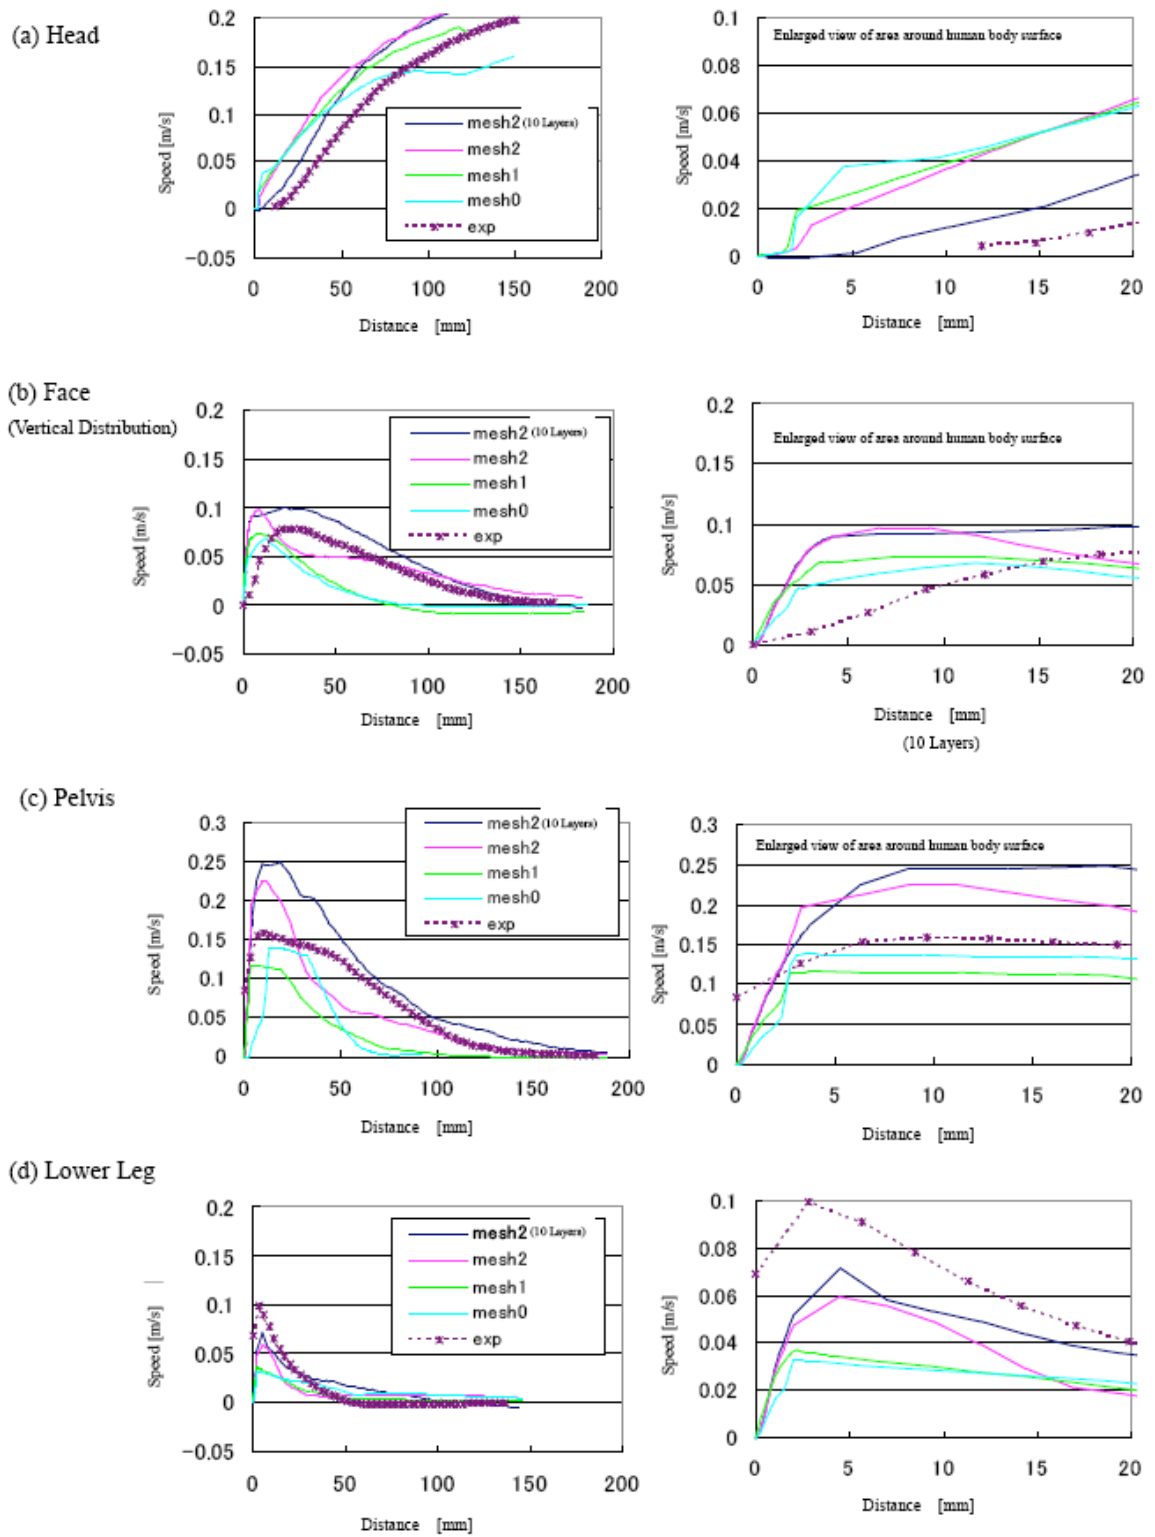 (a) Head
0.2
0.15
0.1
0.05
0
-0.05
Speed [m/s]
mesh2 (10 Layers)
mesh2
mesh1
mesh0
exp
0 50 100 150 200
Distance [mm]
0.1
0.08
0.06
0.04
0.02
0
Speed [m/s]
Enlarged view of area around human body surface
0 5 10 15 20
Distance [mm]
(b) Face
(Vertical Distribution)
0.2
0.15
0.1
0.05
0
-0.05
Speed [m/s]
mesh2 (10 Layers)
mesh2
mesh1
mesh0
exp
0 50 100 150 200
Distance [mm]
0.2
0.15
0.1
0.05
0
Speed [m/s]
Enlarged view of area around human body surface
0 5 10 15 20
Distance [mm]
(10 Layers)
(c) Pelvis
0.3
0.25
0.2
0.15
0.1
0.05
0
Speed [m/s]
mesh2 (10 Layers)
mesh2
mesh1
mesh0
exp
0 50 100 150 200
Distance [mm]
0.3
0.25
0.2
0.15
0.1
0.05
0
Speed [m/s]
Enlarged view of area around human body surface
0 5 10 15 20
Distance [mm]
(d) Lower Leg
0.2
0.15
0.1
0.05
0
-0.05
Speed [m/s]
mesh2 (10 Layers)
mesh2
mesh1
mesh0
exp
0 50 100 150 200
Distance [mm]
0.1
0.08
0.06
0.04
0.02
0
Speed [m/s]
0 5 10 15 20
Distance [mm]